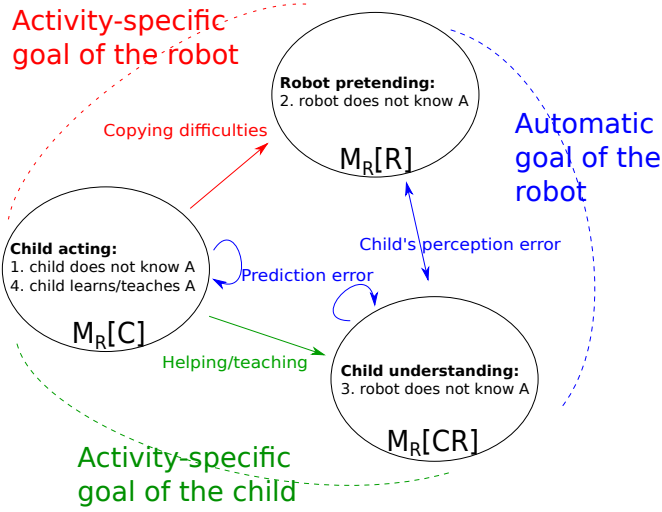 Activity-specific
goal of the robot
Robot pretending:
2. robot does not know A
M_R[R]
Copying difficulties
Automatic
goal of the
robot
Child acting:
1. child does not know A
4. child learns/teaches A
M_R[C]
Child's perception error
Prediction error
Helping/teaching
Child understanding:
3. robot does not know A
M_R[CR]
Activity-specific
goal of the child